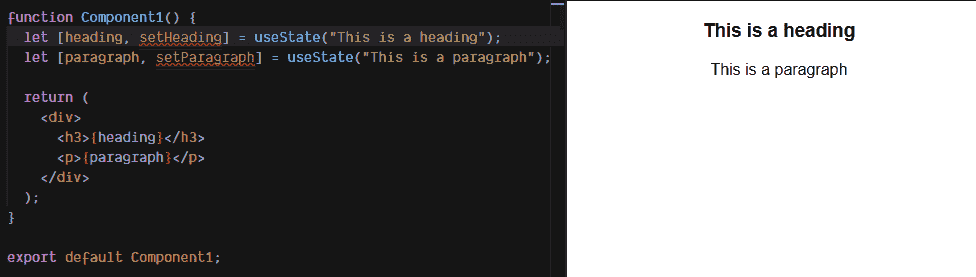 function Component1() {
let [heading, setHeading] = useState("This is a heading");
let [paragraph, setParagraph] = useState("This is a paragraph");
return (
<div>
<h3>{heading}</h3>
<p>{paragraph}</p>
</div>
);
}
export default Component1;
This is a heading
This is a paragraph